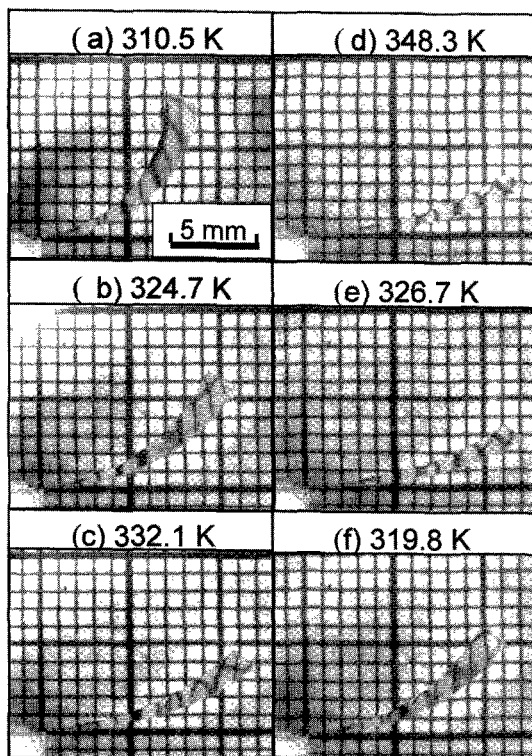 (a) 310.5 K
5 mm
(b) 324.7 K
(c) 332.1 K
(d) 348.3 K
(e) 326.7 K
(f) 319.8 K